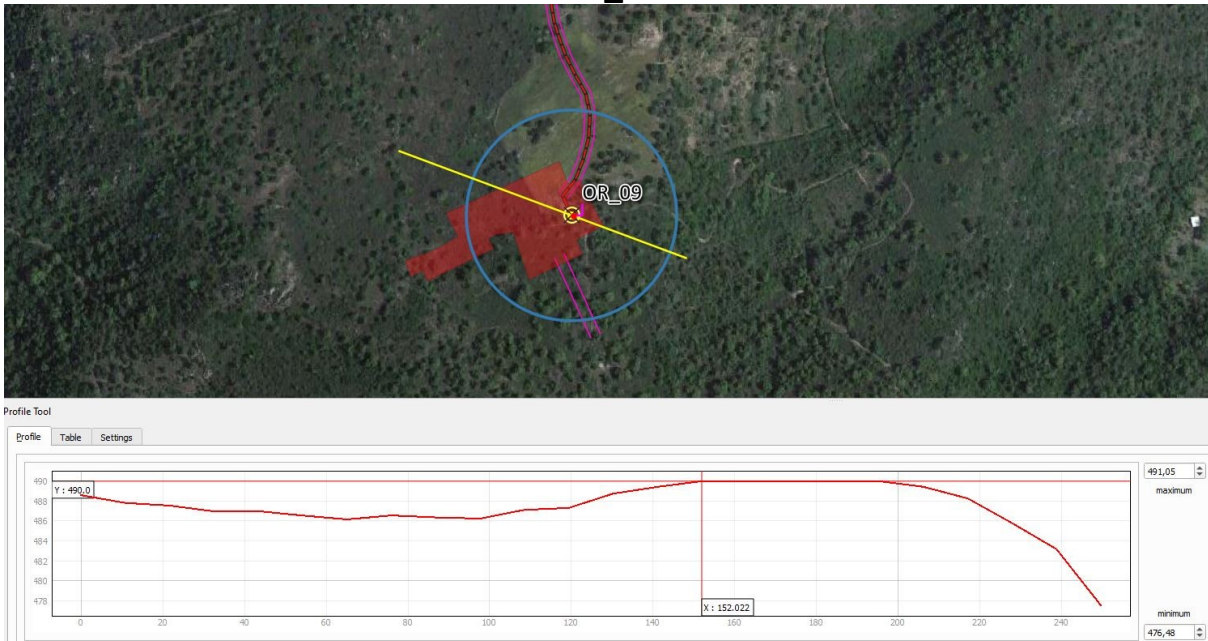 OR_09
Profile Tool
Profile Table Settings
490
488
486
484
482
480
478
Y : 490.0
X : 152.022
0 20 40 60 80 100 120 140 160 180 200 220 240
491,05
maximum
minimum
476,48